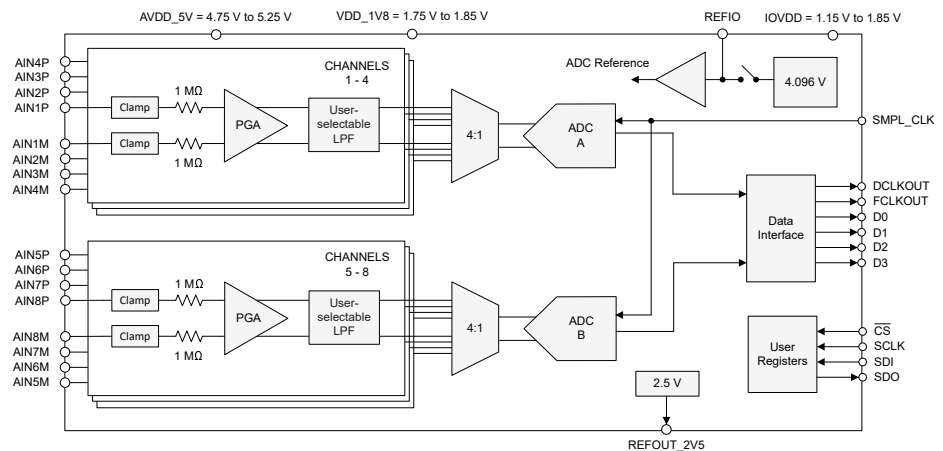 AVDD_5V = 4.75 V to 5.25 V
VDD_1V8 = 1.75 V to 1.85 V
REFIO
IOVDD = 1.15 V to 1.85 V
AIN4P
AIN3P
AIN2P
AIN1P
AIN1M
AIN2M
AIN3M
AIN4M
CHANNELS
1 - 4
Clamp
1 MΩ
Clamp
1 MΩ
PGA
User-
selectable
LPF
4:1
ADC
A
ADC Reference
4.096 V
SMPL_CLK
Data
Interface
DCLKOUT
FCLKOUT
D0
D1
D2
D3
AIN5P
AIN6P
AIN7P
AIN8P
AIN8M
AIN7M
AIN6M
AIN5M
CHANNELS
5 - 8
Clamp
1 MΩ
Clamp
1 MΩ
PGA
User-
selectable
LPF
4:1
ADC
B
User
Registers
CS
SCLK
SDI
SDO
2.5 V
REFOUT_2V5